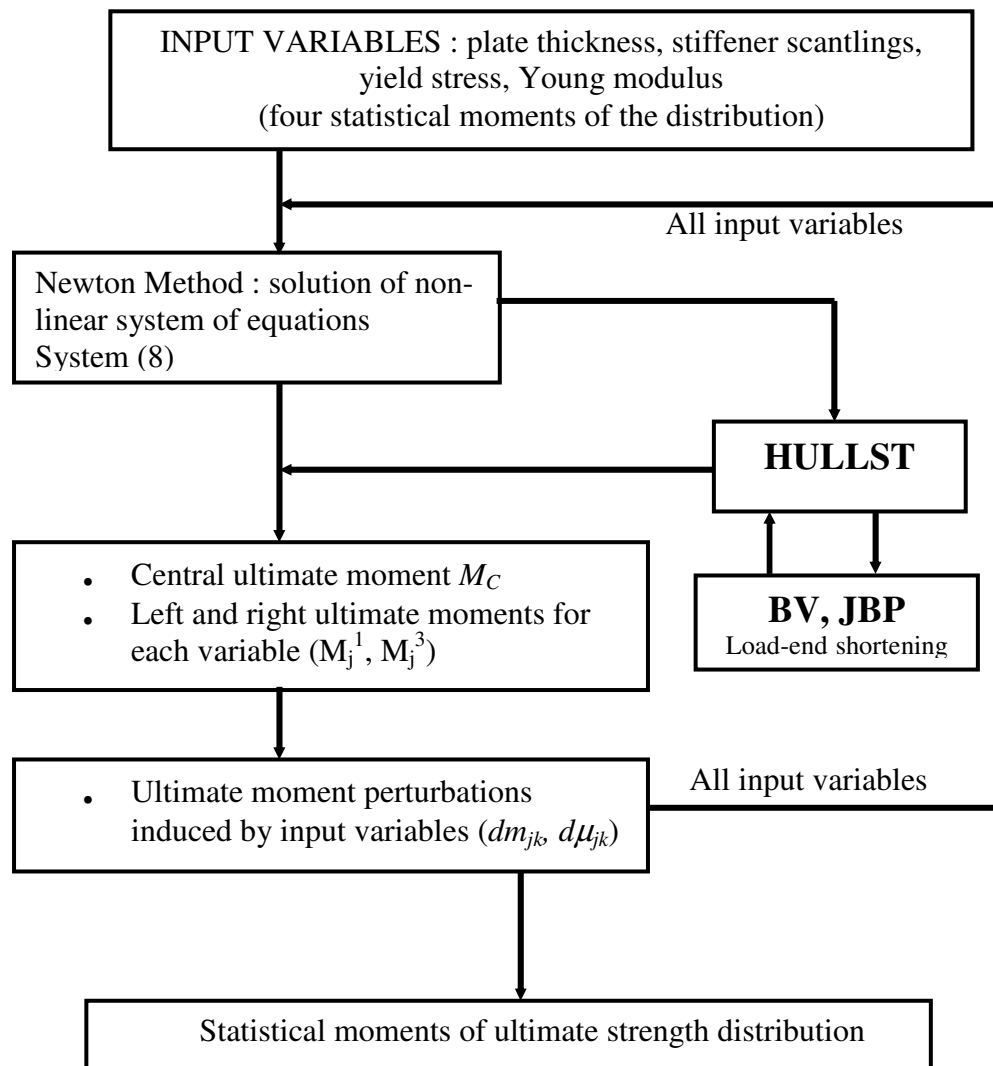 INPUT VARIABLES : plate thickness, stiffener scantlings,
yield stress, Young modulus
(four statistical moments of the distribution)
All input variables
Newton Method : solution of non-
linear system of equations
System (8)
HULLST
• Central ultimate moment M_C
• Left and right ultimate moments for
each variable (M_j^1, M_j^3)
BV, JBP
Load-end shortening
All input variables
• Ultimate moment perturbations
induced by input variables (dm_jk, dμ_jk)
Statistical moments of ultimate strength distribution